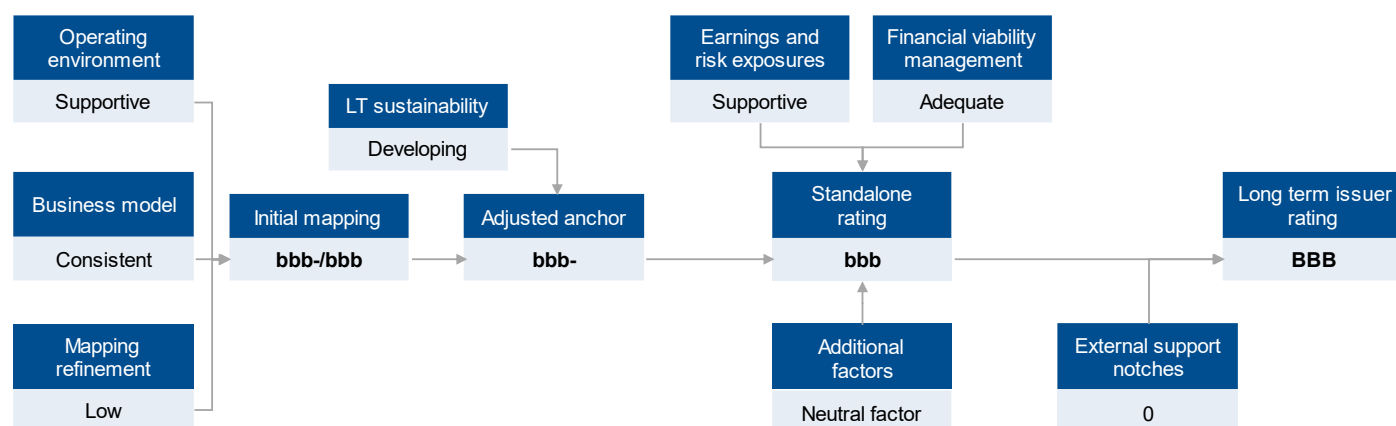 Operating
environment
Supportive
Business model
Consistent
Mapping
refinement
Low
Initial mapping
bbb-/bbb
LT sustainability
Developing
Adjusted anchor
bbb-
Earnings and
risk exposures
Supportive
Financial viability
management
Adequate
Standalone
rating
bbb
Additional
factors
Neutral factor
External support
notches
0
Long term issuer
rating
BBB